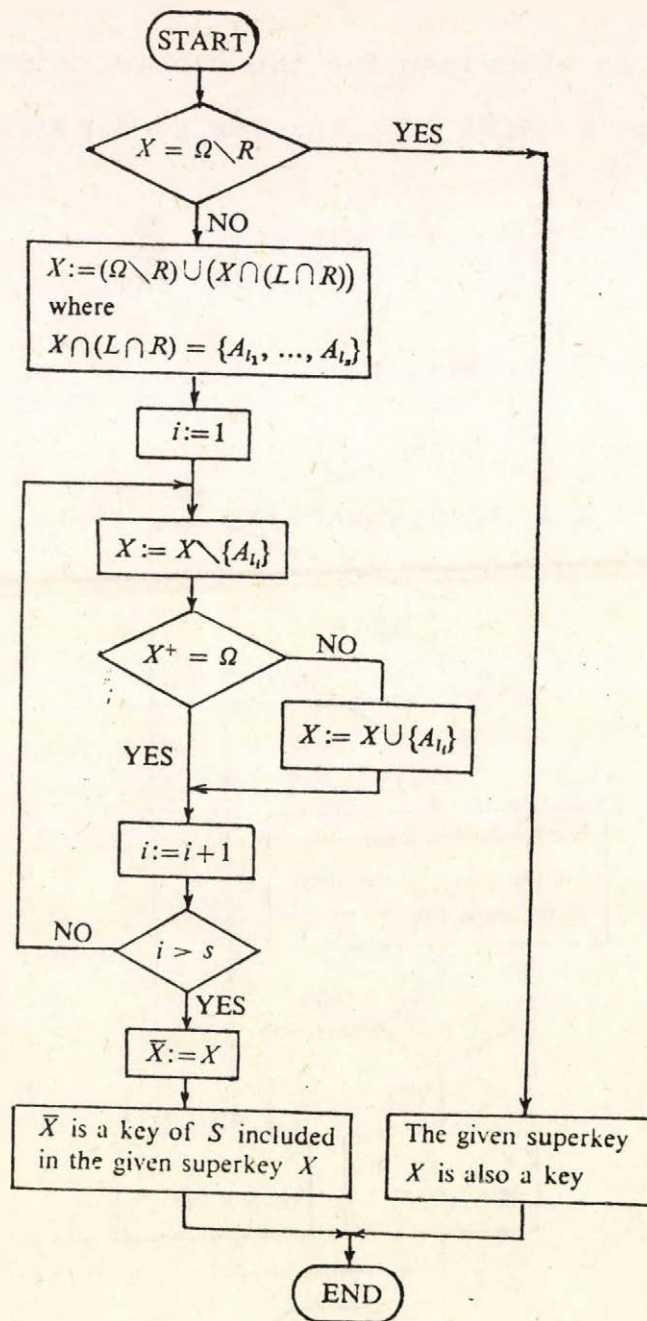 START
X = Ω∖R
YES
NO
X:=(Ω∖R)∪(X∩(L∩R))
where
X∩(L∩R) = {A_{l_1}, ..., A_{l_s}}
i:=1
X:= X∖{A_{l_i}}
X⁺ = Ω
NO
X:= X∪{A_{l_i}}
YES
i:=i+1
NO
i > s
YES
X̅:=X
X̅ is a key of S included
in the given superkey X
The given superkey
X is also a key
END